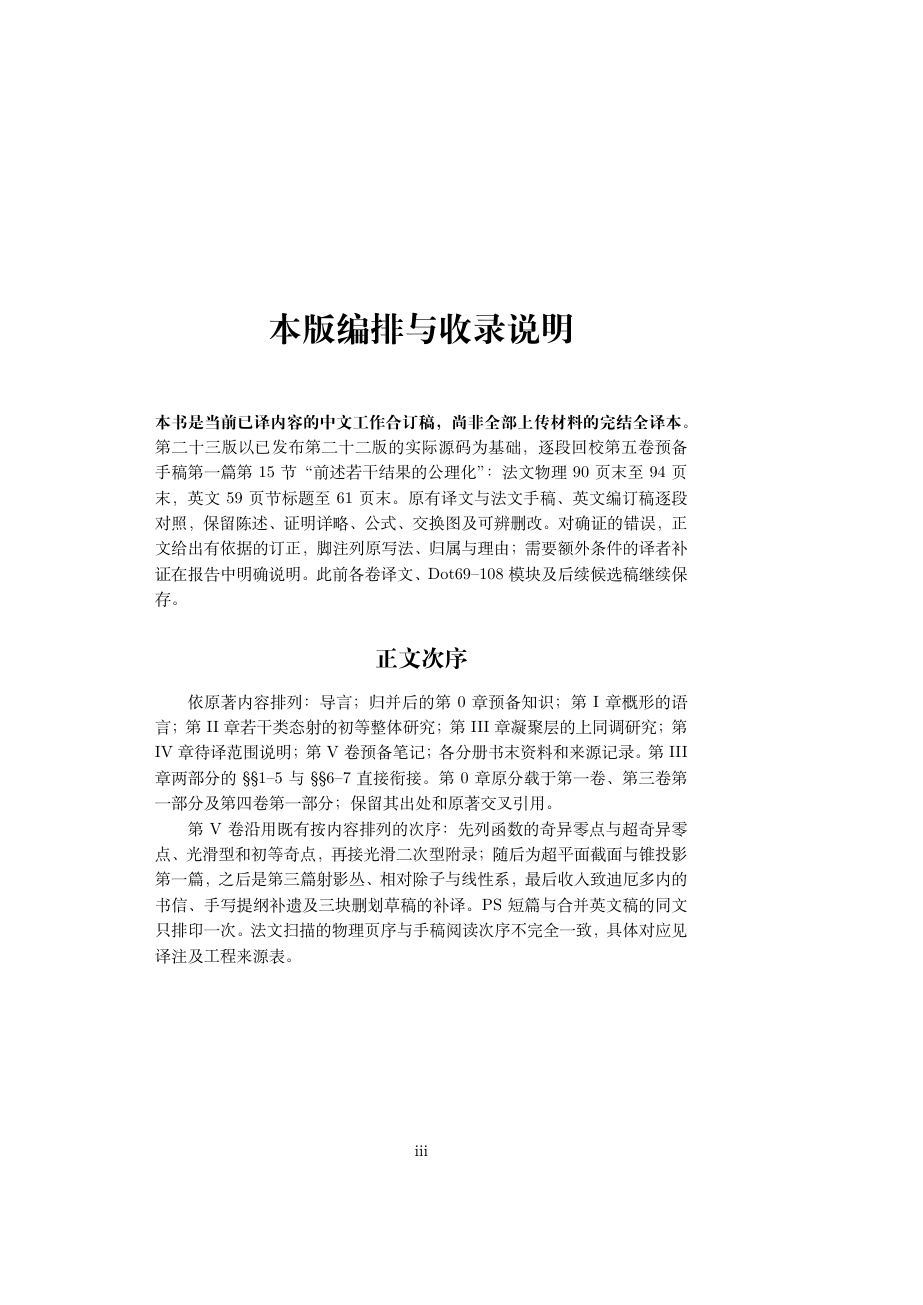 本版编排与收录说明
本书是当前已译内容的中文工作合订稿，尚非全部上传材料的完结全译本。
第二十三版以已发布第二十二版的实际源码为基础，逐段回校第五卷预备
手稿第一篇第 15 节“前述若干结果的公理化”：法文物理 90 页末至 94 页
末，英文 59 页节标题至 61 页末。原有译文与法文手稿、英文编订稿逐段
对照，保留陈述、证明详略、公式、交换图及可辨删改。对确证的错误，正
文给出有依据的订正，脚注列原写法、归属与理由；需要额外条件的译者补
证在报告中明确说明。此前各卷译文、Dot69–108 模块及后续候选稿继续保
存。
正文次序
依原著内容排列：导言；归并后的第 0 章预备知识；第 I 章概形的语
言；第 II 章若干类态射的初等整体研究；第 III 章凝聚层的上同调研究；第
IV 章待译范围说明；第 V 卷预备笔记；各分册书末资料和来源记录。第 III
章两部分的 §§1–5 与 §§6–7 直接衔接。第 0 章原分载于第一卷、第三卷第
一部分及第四卷第一部分；保留其出处和原著交叉引用。
第 V 卷沿用既有按内容排列的次序：先列函数的奇异零点与超奇异零
点、光滑型和初等奇点，再接光滑二次型附录；随后为超平面截面与锥投影
第一篇，之后是第三篇射影丛、相对除子与线性系，最后收入致迪厄多内的
书信、手写提纲补遗及三块删划草稿的补译。PS 短篇与合并英文稿的同文
只排印一次。法文扫描的物理页序与手稿阅读次序不完全一致，具体对应见
译注及工程来源表。
iii